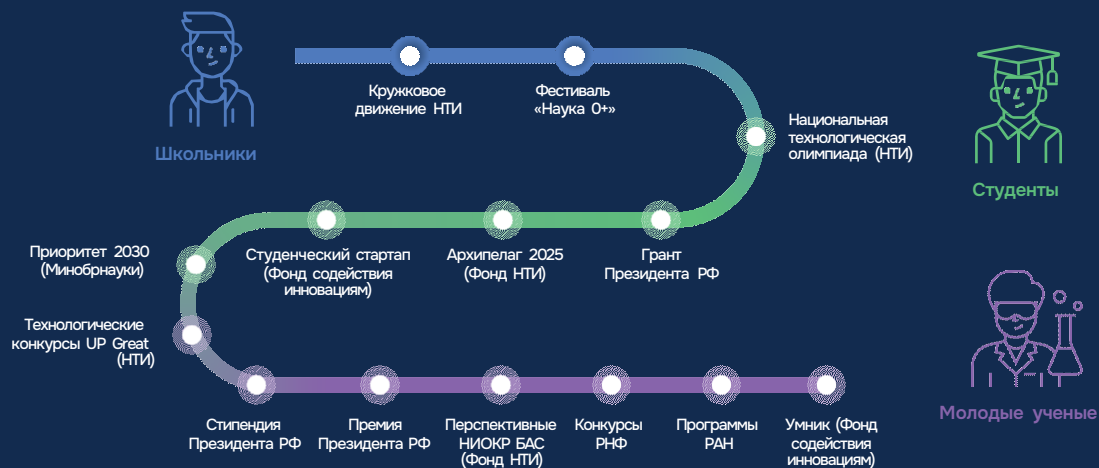 Школьники
Кружковое
движение НТИ
Фестиваль
«Наука 0+»
Национальная
технологическая
олимпиада (НТИ)
Студенты
Грант
Президента РФ
Архипелаг 2025
(Фонд НТИ)
Студенческий стартап
(Фонд содействия
инновациям)
Приоритет 2030
(Минобрнауки)
Технологические
конкурсы UP Great
(НТИ)
Стипендия
Президента РФ
Премия
Президента РФ
Перспективные
НИОКР БАС
(Фонд НТИ)
Конкурсы
РНФ
Программы
РАН
Умник (Фонд
содействия
инновациям)
Молодые ученые